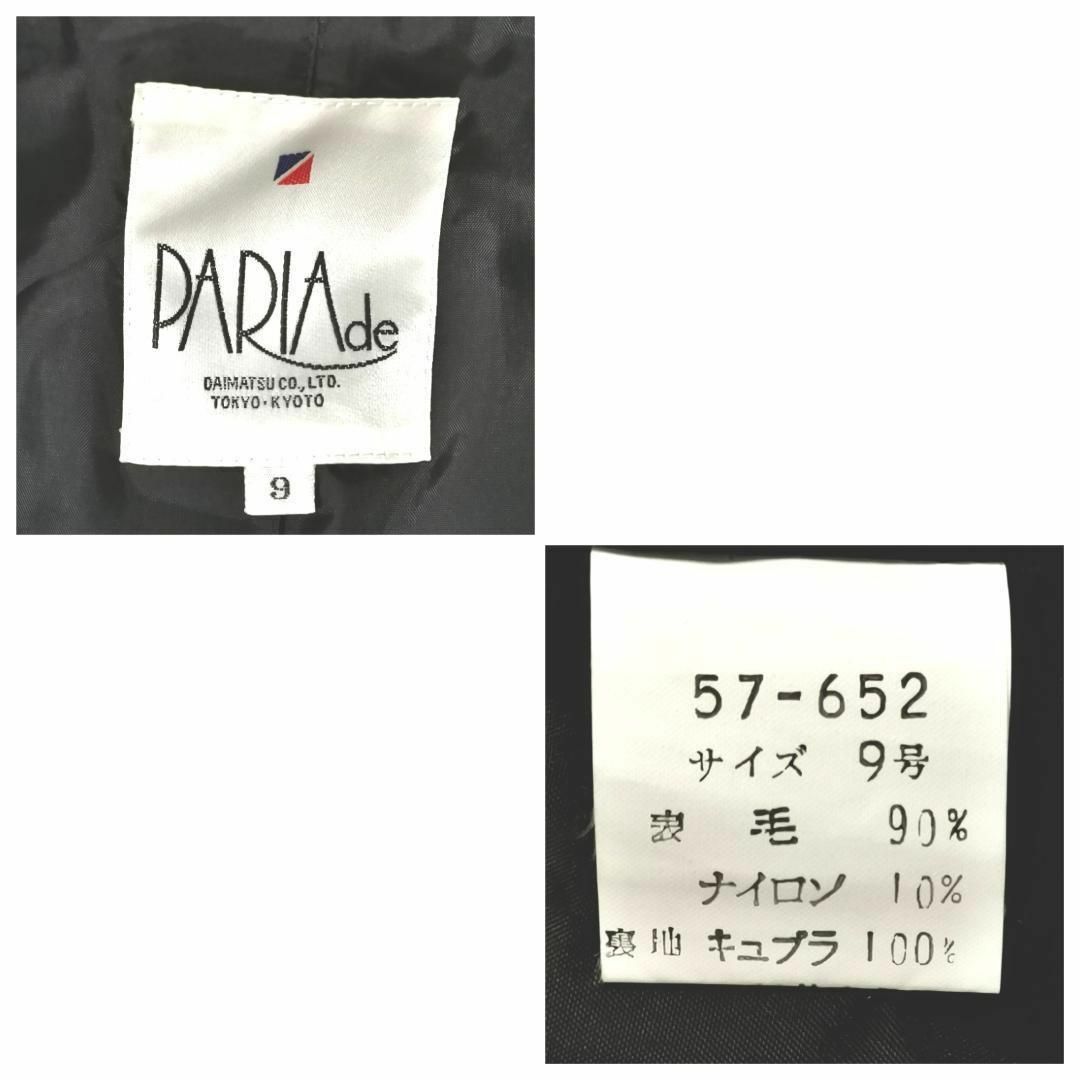 PARIAde
DAIMATSU CO., LTD.
TOKYO・KYOTO
9
57-652
サイズ 9号
表 毛 90%
ナイロン 10%
裏地 キュプラ 100%